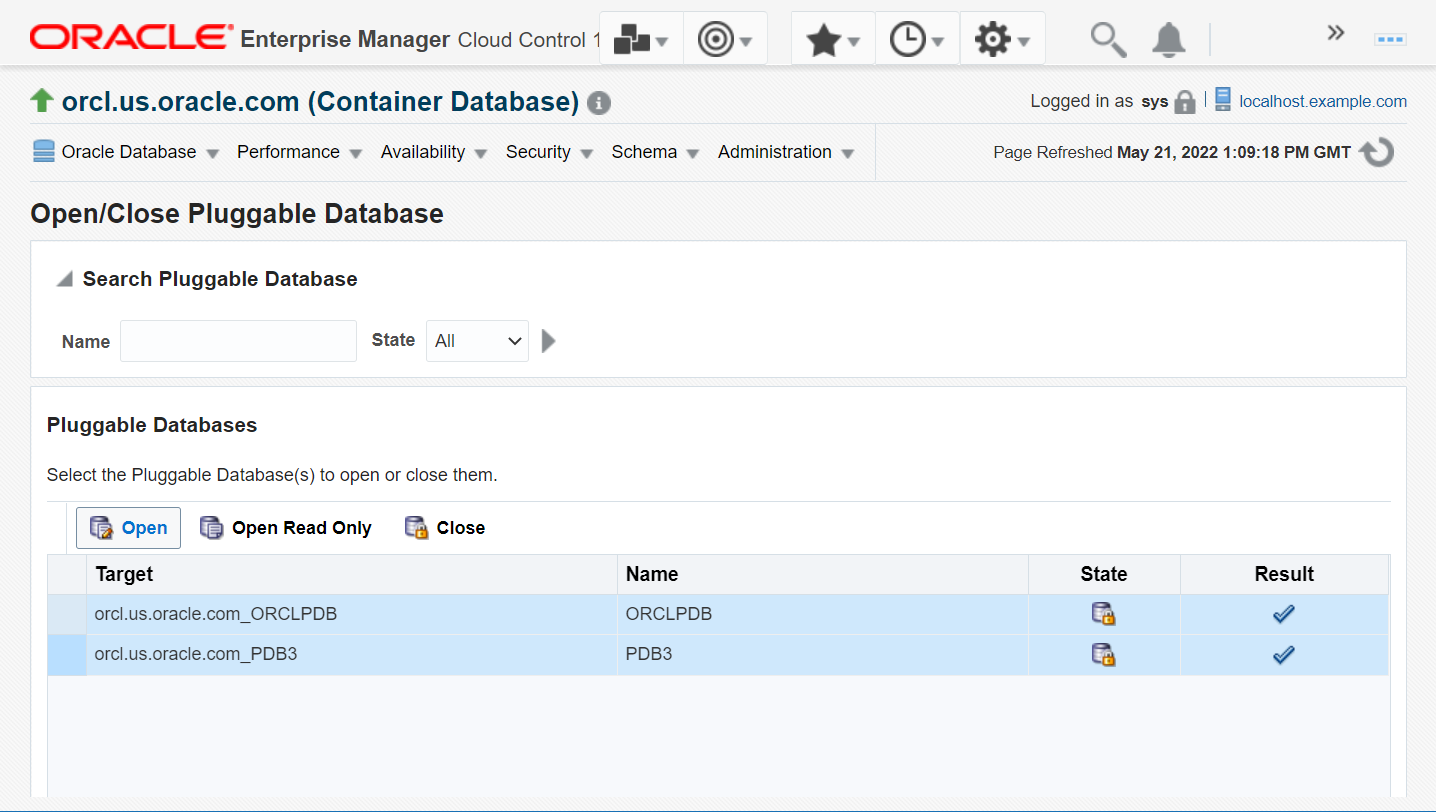 ORACLE® Enterprise Manager Cloud Control 1
orcl.us.oracle.com (Container Database)
Logged in as sys localhost.example.com
Oracle Database Performance Availability Security Schema Administration Page Refreshed May 21, 2022 1:09:18 PM GMT
Open/Close Pluggable Database
Search Pluggable Database
Name State All
Pluggable Databases
Select the Pluggable Database(s) to open or close them.
Open Open Read Only Close
Target Name State Result
orcl.us.oracle.com_ORCLPDB ORCLPDB
orcl.us.oracle.com_PDB3 PDB3